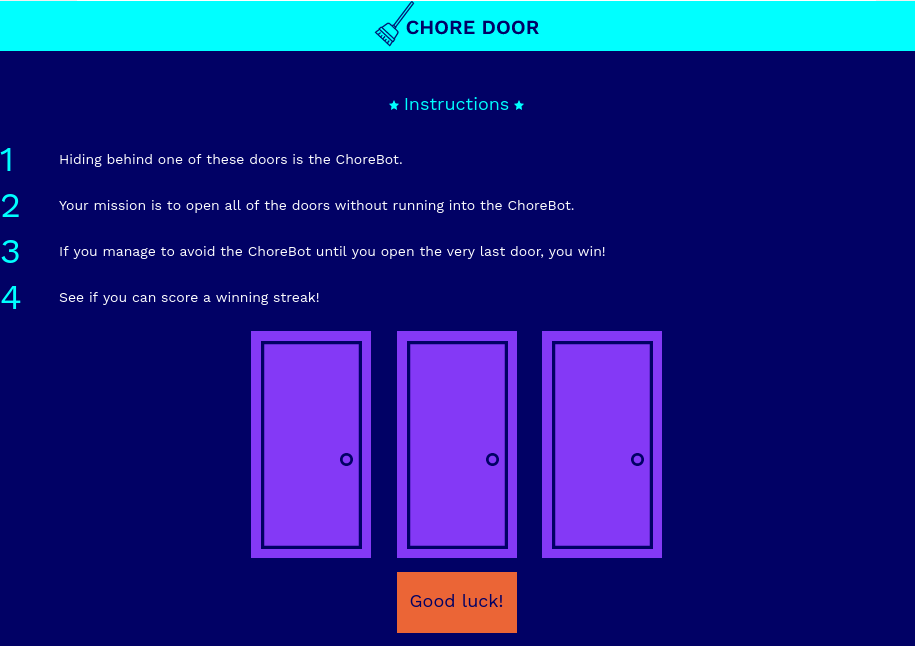 CHORE DOOR
Instructions
1 Hiding behind one of these doors is the ChoreBot.
2 Your mission is to open all of the doors without running into the ChoreBot.
3 If you manage to avoid the ChoreBot until you open the very last door, you win!
4 See if you can score a winning streak!
Good luck!